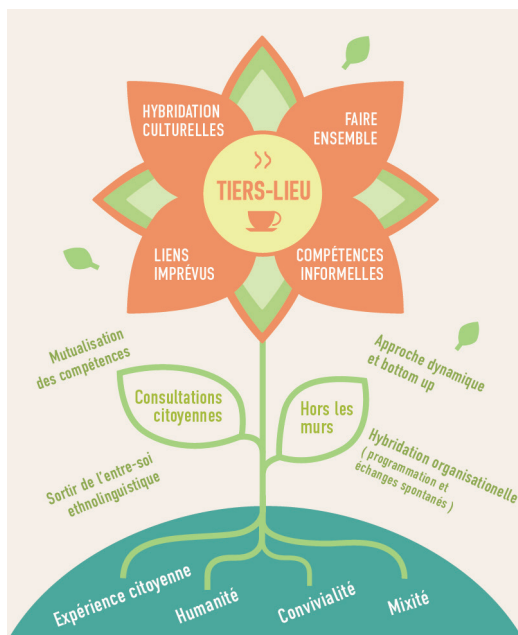 HYBRIDATION
CULTURELLES
FAIRE
ENSEMBLE
TIERS-LIEU
LIENS
IMPRÉVUS
COMPÉTENCES
INFORMELLES
Mutualisation
des compétences
Approche dynamique
et bottom up
Consultations
citoyennes
Hors les
murs
Sortir de l'entre-soi
ethnolinguistique
Hybridation organisationelle
( programmation et
échanges spontanés )
Expérience citoyenne
Humanité
Convivialité
Mixité